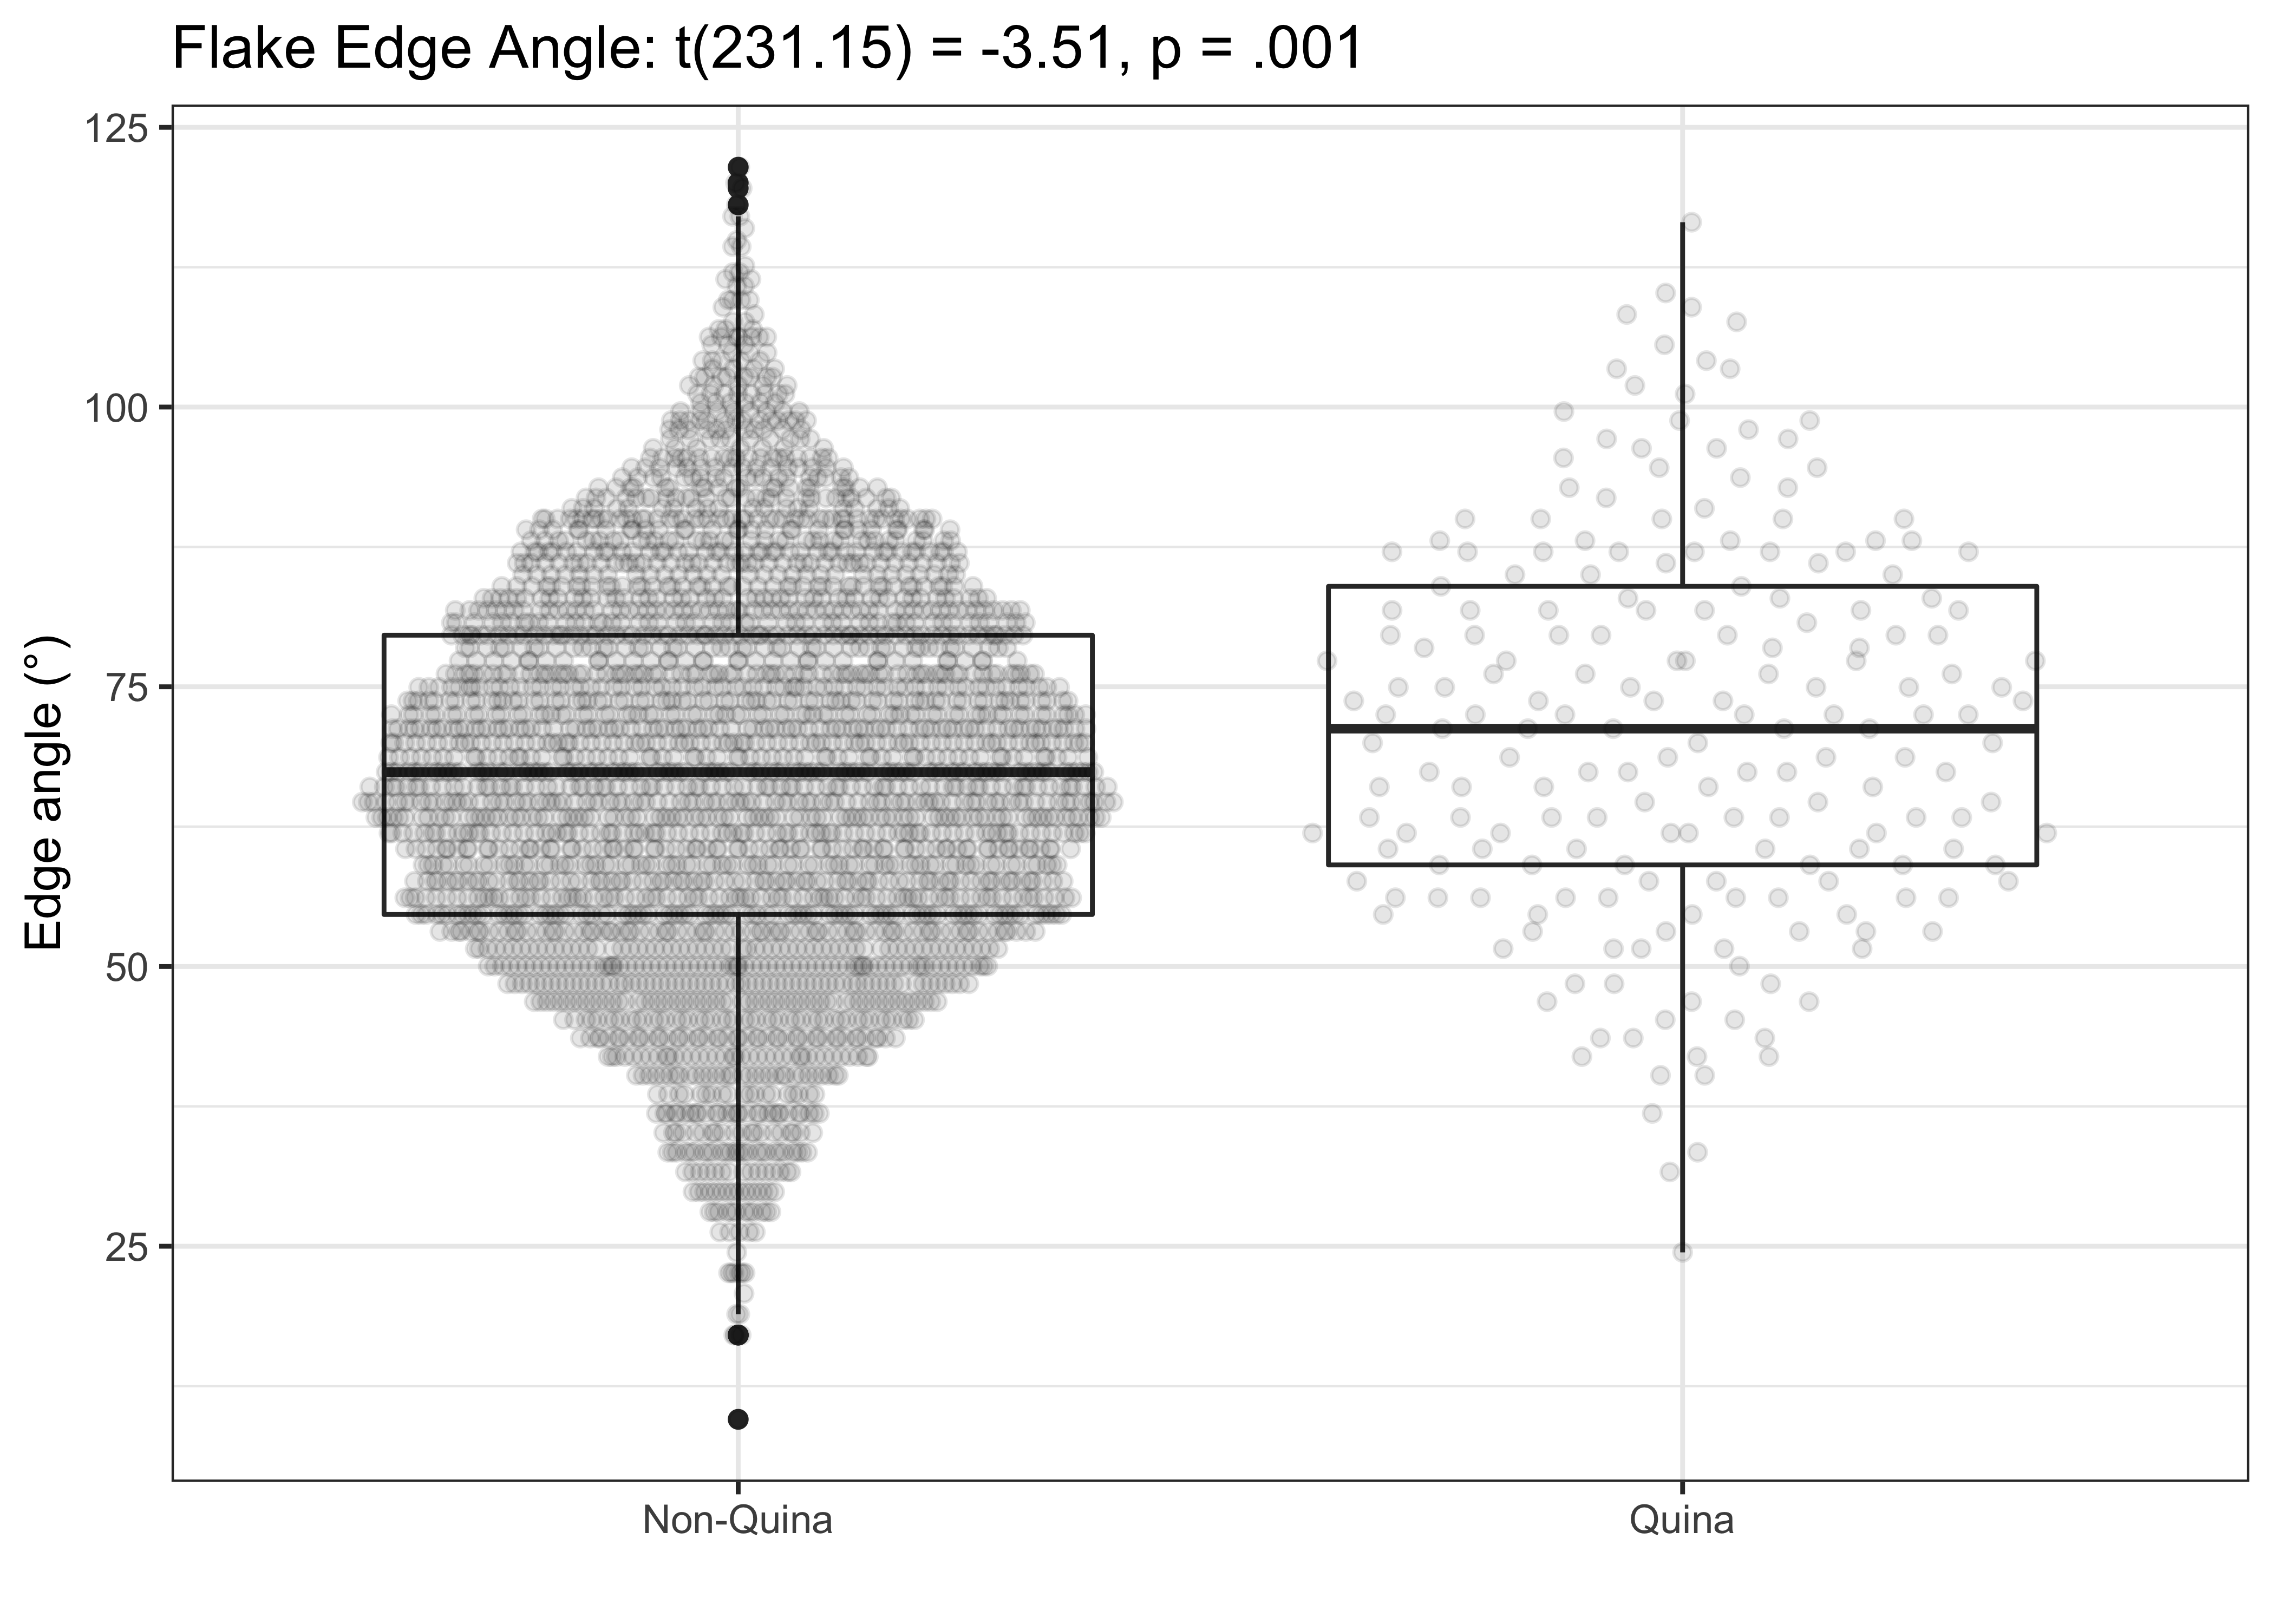 Flake Edge Angle: t(231.15) = -3.51, p = .001
125
100
75
50
25
Edge angle (°)
Non-Quina
Quina